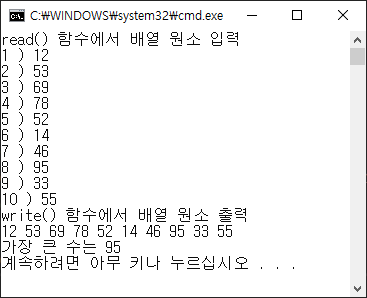 C:₩WINDOWS₩system32₩cmd.exe
read() 함수에서 배열 원소 입력
1 ) 12
2 ) 53
3 ) 69
4 ) 78
5 ) 52
6 ) 14
7 ) 46
8 ) 95
9 ) 33
10 ) 55
write() 함수에서 배열 원소 출력
12 53 69 78 52 14 46 95 33 55
가장 큰 수는 95
계속하려면 아무 키나 누르십시오 . . .